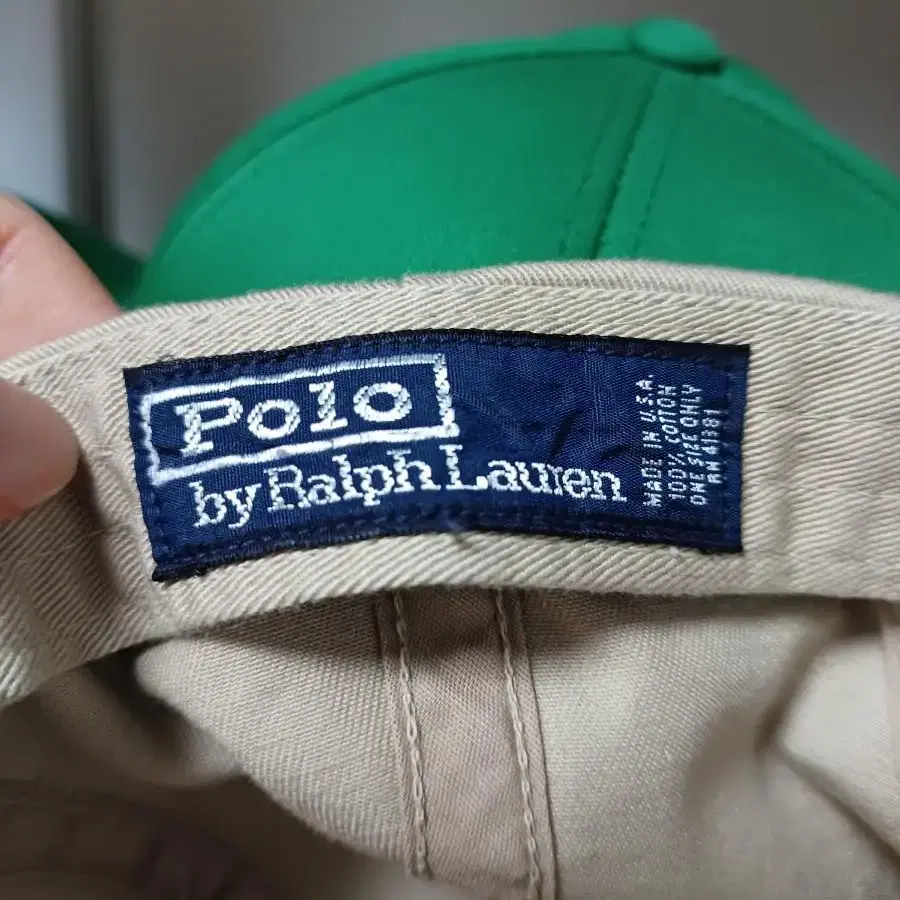 Polo
by Ralph Lauren
MADE IN U.S.A.
100% COTTON
ONE SIZE ONLY
RN 41381